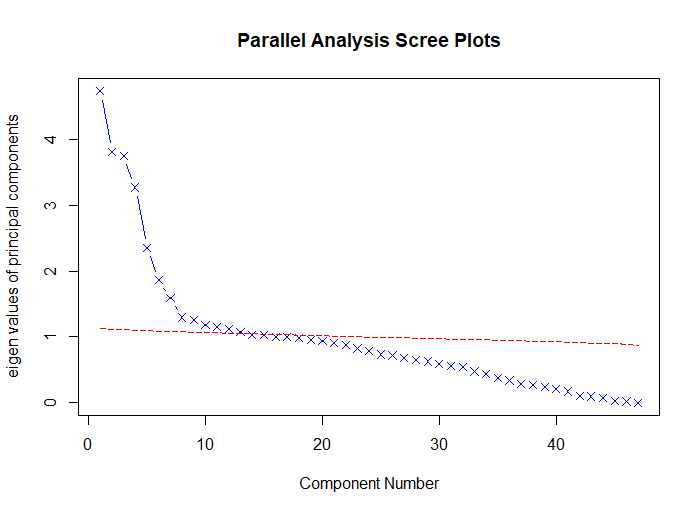 Parallel Analysis Scree Plots
eigen values of principal components
4
3
2
1
0
0 10 20 30 40
Component Number